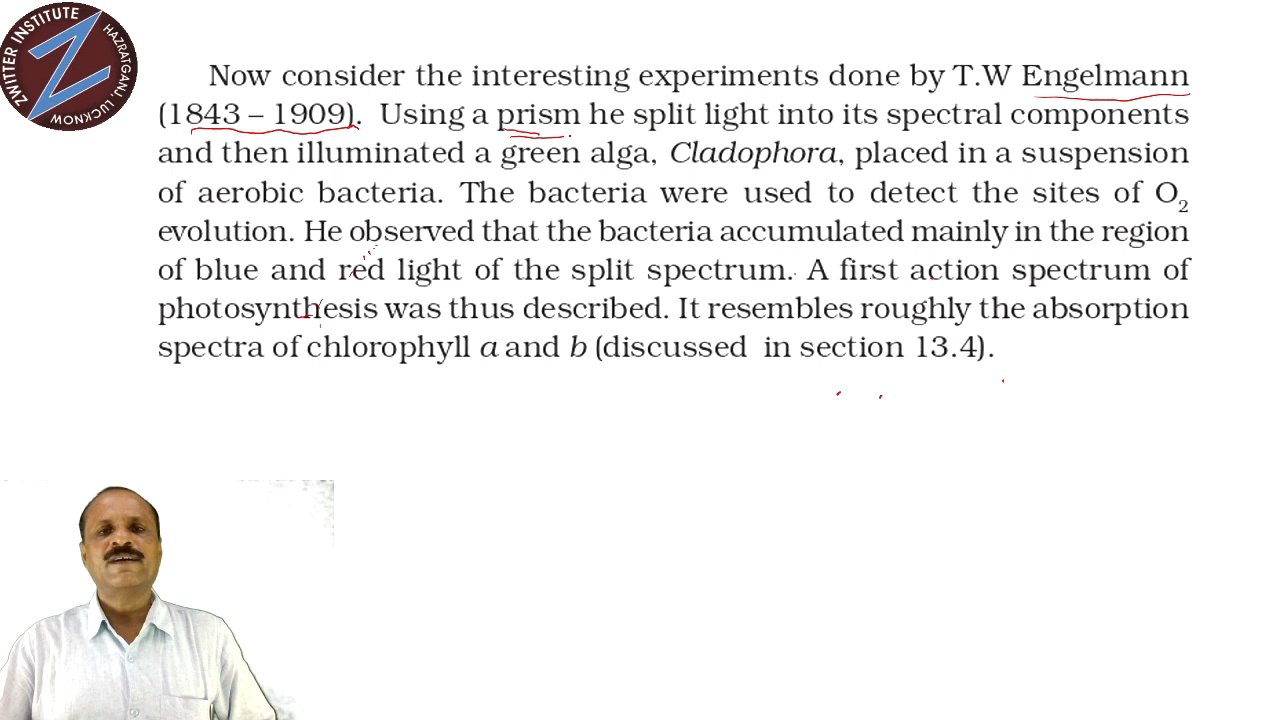 ZWITTER INSTITUTE
HAZRATGANJ, LUCKNOW
Z
Now consider the interesting experiments done by T.W Engelmann
(1843 – 1909). Using a prism he split light into its spectral components
and then illuminated a green alga, Cladophora, placed in a suspension
of aerobic bacteria. The bacteria were used to detect the sites of O₂
evolution. He observed that the bacteria accumulated mainly in the region
of blue and red light of the split spectrum. A first action spectrum of
photosynthesis was thus described. It resembles roughly the absorption
spectra of chlorophyll a and b (discussed in section 13.4).